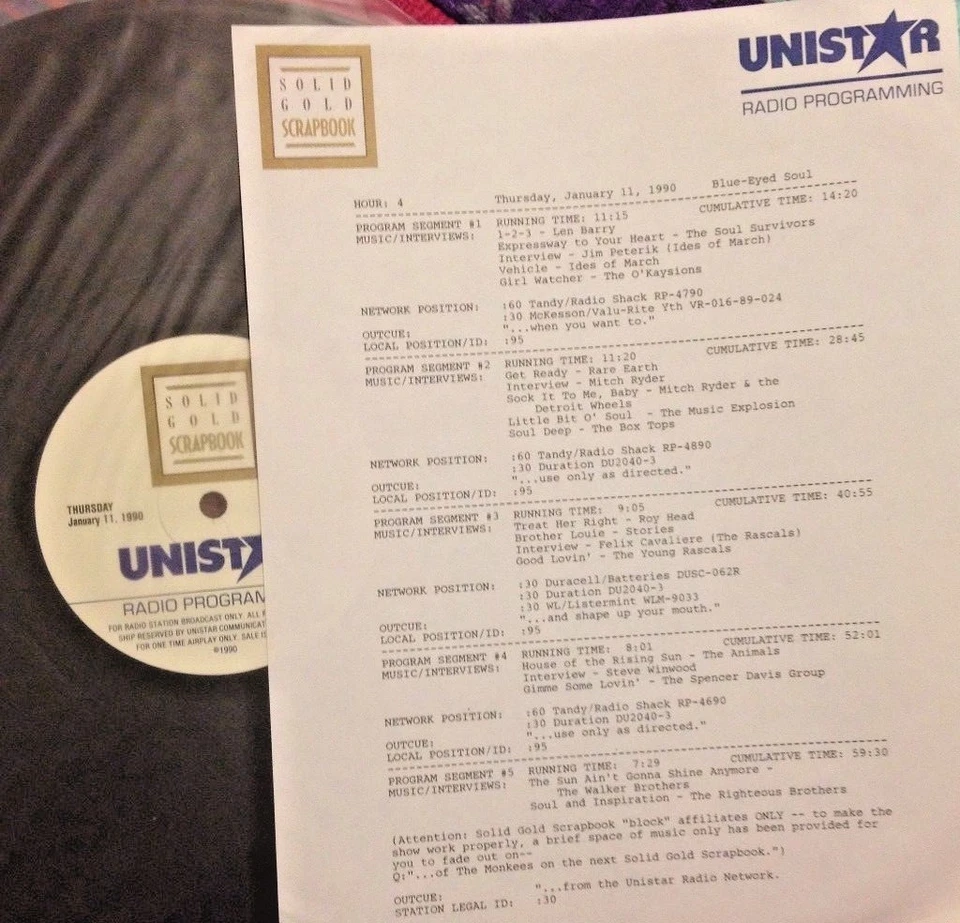 SOLID
GOLD
SCRAPBOOK
UNISTAR
RADIO PROGRAMMING
HOUR: 4 Thursday, January 11, 1990 Blue-Eyed Soul
PROGRAM SEGMENT #1 RUNNING TIME: 11:15 CUMULATIVE TIME: 14:20
MUSIC/INTERVIEWS: 1-2-3 - Len Barry
Expressway to Your Heart - The Soul Survivors
Interview - Jim Peterik (Ides of March)
Vehicle - Ides of March
Girl Watcher - The O'Kaysions
NETWORK POSITION: :60 Tandy/Radio Shack RP-4790
:30 McKesson/Valu-Rite Yth VR-016-89-024
OUTCUE: "...when you want to."
LOCAL POSITION/ID: :95
PROGRAM SEGMENT #2 RUNNING TIME: 11:20 CUMULATIVE TIME: 28:45
MUSIC/INTERVIEWS: Get Ready - Rare Earth
Interview - Mitch Ryder
Sock It To Me, Baby - Mitch Ryder & the
Detroit Wheels
Little Bit O' Soul - The Music Explosion
Soul Deep - The Box Tops
NETWORK POSITION: :60 Tandy/Radio Shack RP-4890
:30 Duration DU2040-3
OUTCUE: "...use only as directed."
LOCAL POSITION/ID: :95
PROGRAM SEGMENT #3 RUNNING TIME: 9:05 CUMULATIVE TIME: 40:55
MUSIC/INTERVIEWS: Treat Her Right - Roy Head
Brother Louie - Stories
Interview - Felix Cavaliere (The Rascals)
Good Lovin' - The Young Rascals
NETWORK POSITION: :30 Duracell/Batteries DUSC-062R
:30 Duration DU2040-3
:30 WL/Listermint WLM-9033
OUTCUE: "...and shape up your mouth."
LOCAL POSITION/ID: :95
PROGRAM SEGMENT #4 RUNNING TIME: 8:01 CUMULATIVE TIME: 52:01
MUSIC/INTERVIEWS: House of the Rising Sun - The Animals
Interview - Steve Winwood
Gimme Some Lovin' - The Spencer Davis Group
NETWORK POSITION: :60 Tandy/Radio Shack RP-4690
:30 Duration DU2040-3
OUTCUE: "...use only as directed."
LOCAL POSITION/ID: :95
PROGRAM SEGMENT #5 RUNNING TIME: 7:29 CUMULATIVE TIME: 59:30
MUSIC/INTERVIEWS: The Sun Ain't Gonna Shine Anymore -
The Walker Brothers
Soul and Inspiration - The Righteous Brothers
(Attention: Solid Gold Scrapbook "block" affiliates ONLY -- to make the
show work properly, a brief space of music only has been provided for
you to fade out on--
Q:"...of The Monkees on the next Solid Gold Scrapbook.")
OUTCUE: "...from the Unistar Radio Network.
STATION LEGAL ID: :30
SOLID
GOLD
SCRAPBOOK
THURSDAY
January 11, 1990
UNIST
RADIO PROGRAM
FOR RADIO STATION BROADCAST ONLY. ALL
SHIP RESERVED BY UNISTAR COMMUNICAT
FOR ONE TIME AIRPLAY ONLY. SALE IS
©1990